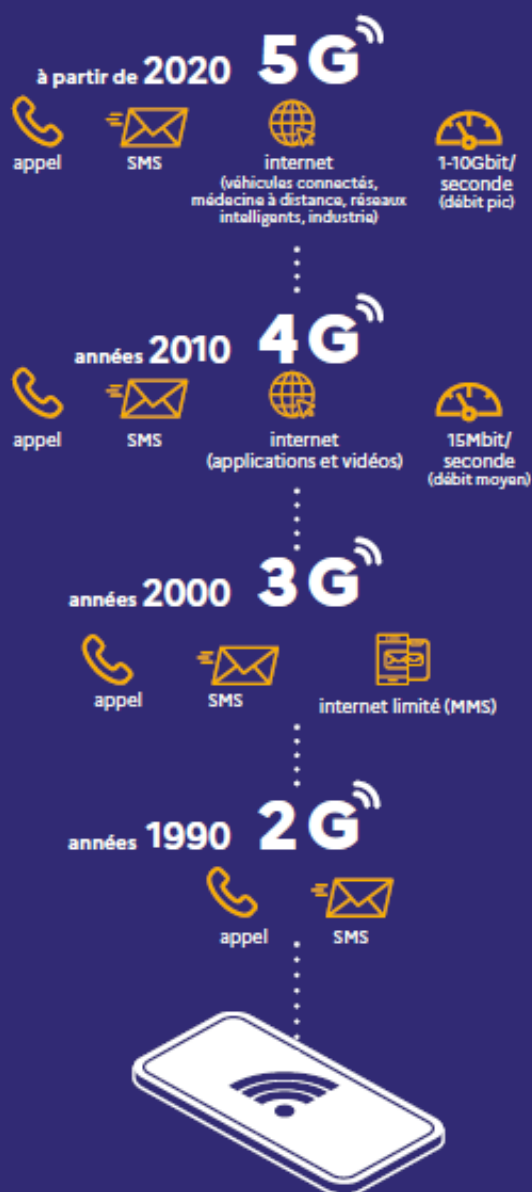 à partir de 2020 5G
appel
SMS
internet
(véhicules connectés,
médecine à distance, réseaux
intelligents, industrie)
1-10Gbit/
seconde
(débit pic)
années 2010 4G
appel
SMS
internet
(applications et vidéos)
15Mbit/
seconde
(débit moyen)
années 2000 3G
appel
SMS
internet limité (MMS)
années 1990 2G
appel
SMS